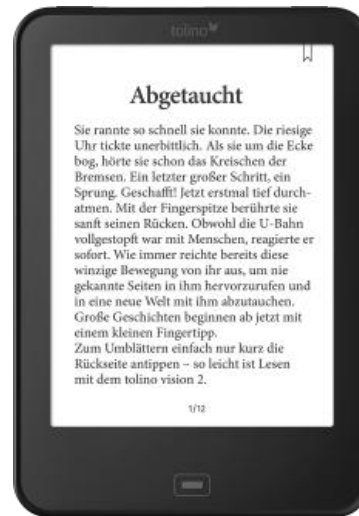 tolino
Abgetaucht
Sie rannte so schnell sie konnte. Die riesige
Uhr tickte unerbittlich. Als sie um die Ecke
bog, hörte sie schon das Kreischen der
Bremsen. Ein letzter großer Schritt, ein
Sprung. Geschafft! Jetzt erstmal tief durch-
atmen. Mit der Fingerspitze berührte sie
sanft seinen Rücken. Obwohl die U-Bahn
vollgestopft war mit Menschen, reagierte er
sofort. Wie immer reichte bereits diese
winzige Bewegung von ihr aus, um nie
gekannte Seiten in ihm hervorzurufen und
in eine neue Welt mit ihm abzutauchen.
Große Geschichten beginnen ab jetzt mit
einem kleinen Fingertipp.
Zum Umblättern einfach nur kurz die
Rückseite antippen – so leicht ist Lesen
mit dem tolino vision 2.
1/12